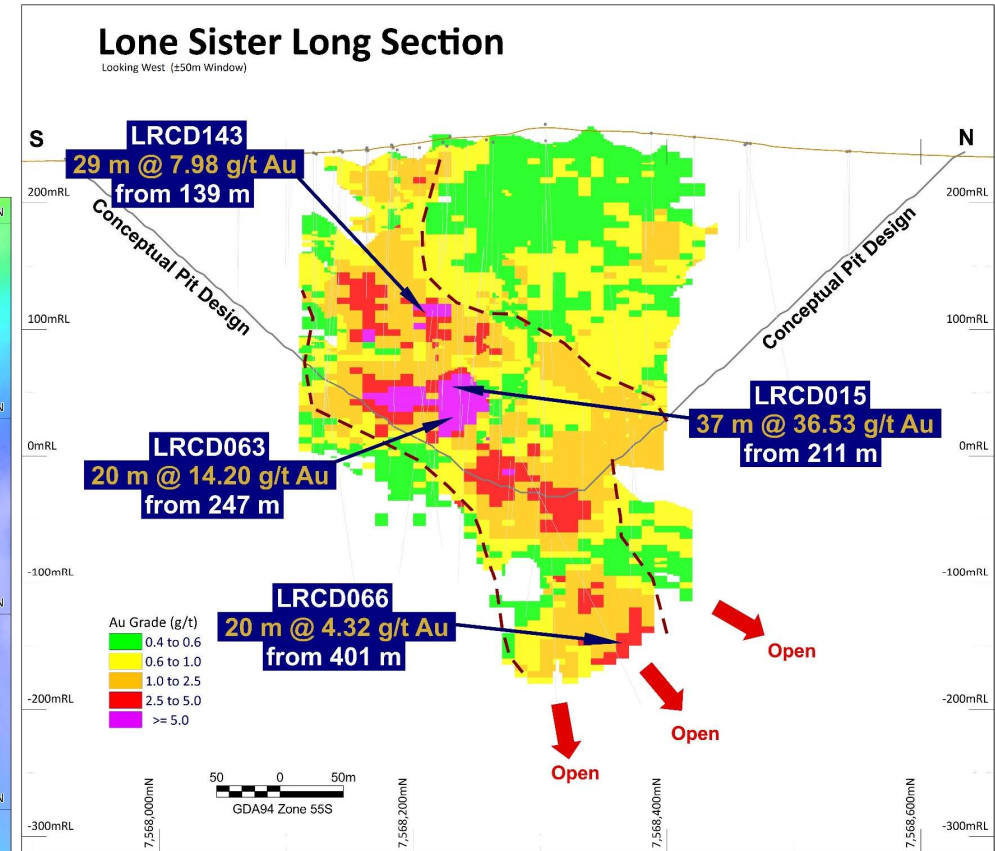 Lone Sister Long Section
Looking West (±50m Window)
S
N
LRCD143
29 m @ 7.98 g/t Au
from 139 m
200mRL
200mRL
Conceptual Pit Design
Conceptual Pit Design
100mRL
100mRL
LRCD015
37 m @ 36.53 g/t Au
from 211 m
LRCD063
20 m @ 14.20 g/t Au
from 247 m
0mRL
0mRL
-100mRL
-100mRL
LRCD066
20 m @ 4.32 g/t Au
from 401 m
Au Grade (g/t)
0.4 to 0.6
0.6 to 1.0
1.0 to 2.5
2.5 to 5.0
>= 5.0
Open
Open
Open
-200mRL
-200mRL
50 0 50m
GDA94 Zone 55S
7,568,000mN
7,568,200mN
7,568,400mN
7,568,600mN
-300mRL
-300mRL